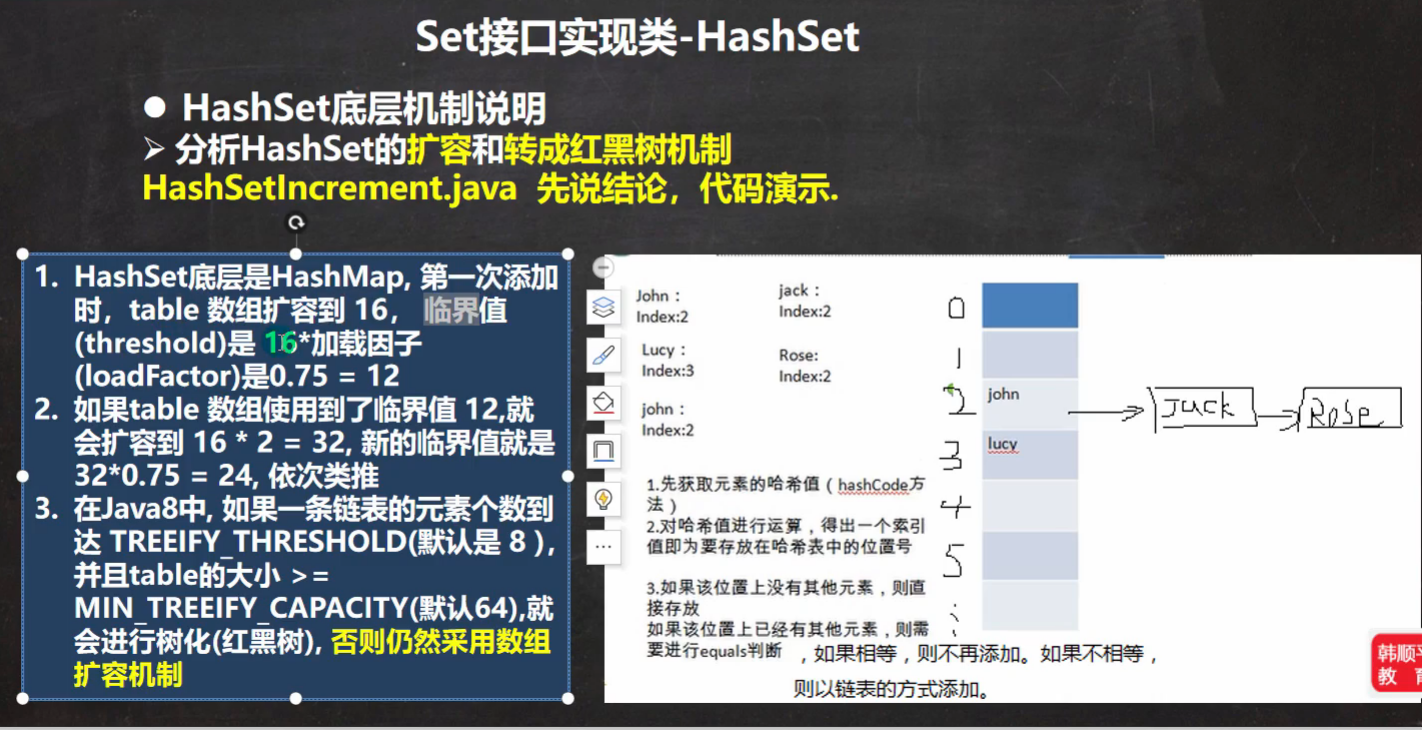 Set接口实现类-HashSet
● HashSet底层机制说明
➢ 分析HashSet的扩容和转成红黑树机制
HashSetIncrement.java 先说结论，代码演示.
1. HashSet底层是HashMap, 第一次添加
时，table 数组扩容到 16， 临界值
(threshold)是 16*加载因子
(loadFactor)是0.75 = 12
2. 如果table 数组使用到了临界值 12,就
会扩容到 16 * 2 = 32, 新的临界值就是
32*0.75 = 24, 依次类推
3. 在Java8中, 如果一条链表的元素个数到
达 TREEIFY_THRESHOLD(默认是 8 ),
并且table的大小 >=
MIN_TREEIFY_CAPACITY(默认64),就
会进行树化(红黑树), 否则仍然采用数组
扩容机制
John：
Index:2
jack：
Index:2
Lucy：
Index:3
Rose:
Index:2
john：
Index:2
1.先获取元素的哈希值（hashCode方
法）
2.对哈希值进行运算，得出一个索引
值即为要存放在哈希表中的位置号
3.如果该位置上没有其他元素，则直
接存放
如果该位置上已经有其他元素，则需
要进行equals判断 ，如果相等，则不再添加。如果不相等，
则以链表的方式添加。
0
1
2 john Jack Rose
3 lucy
4
5
韩顺平
教 育